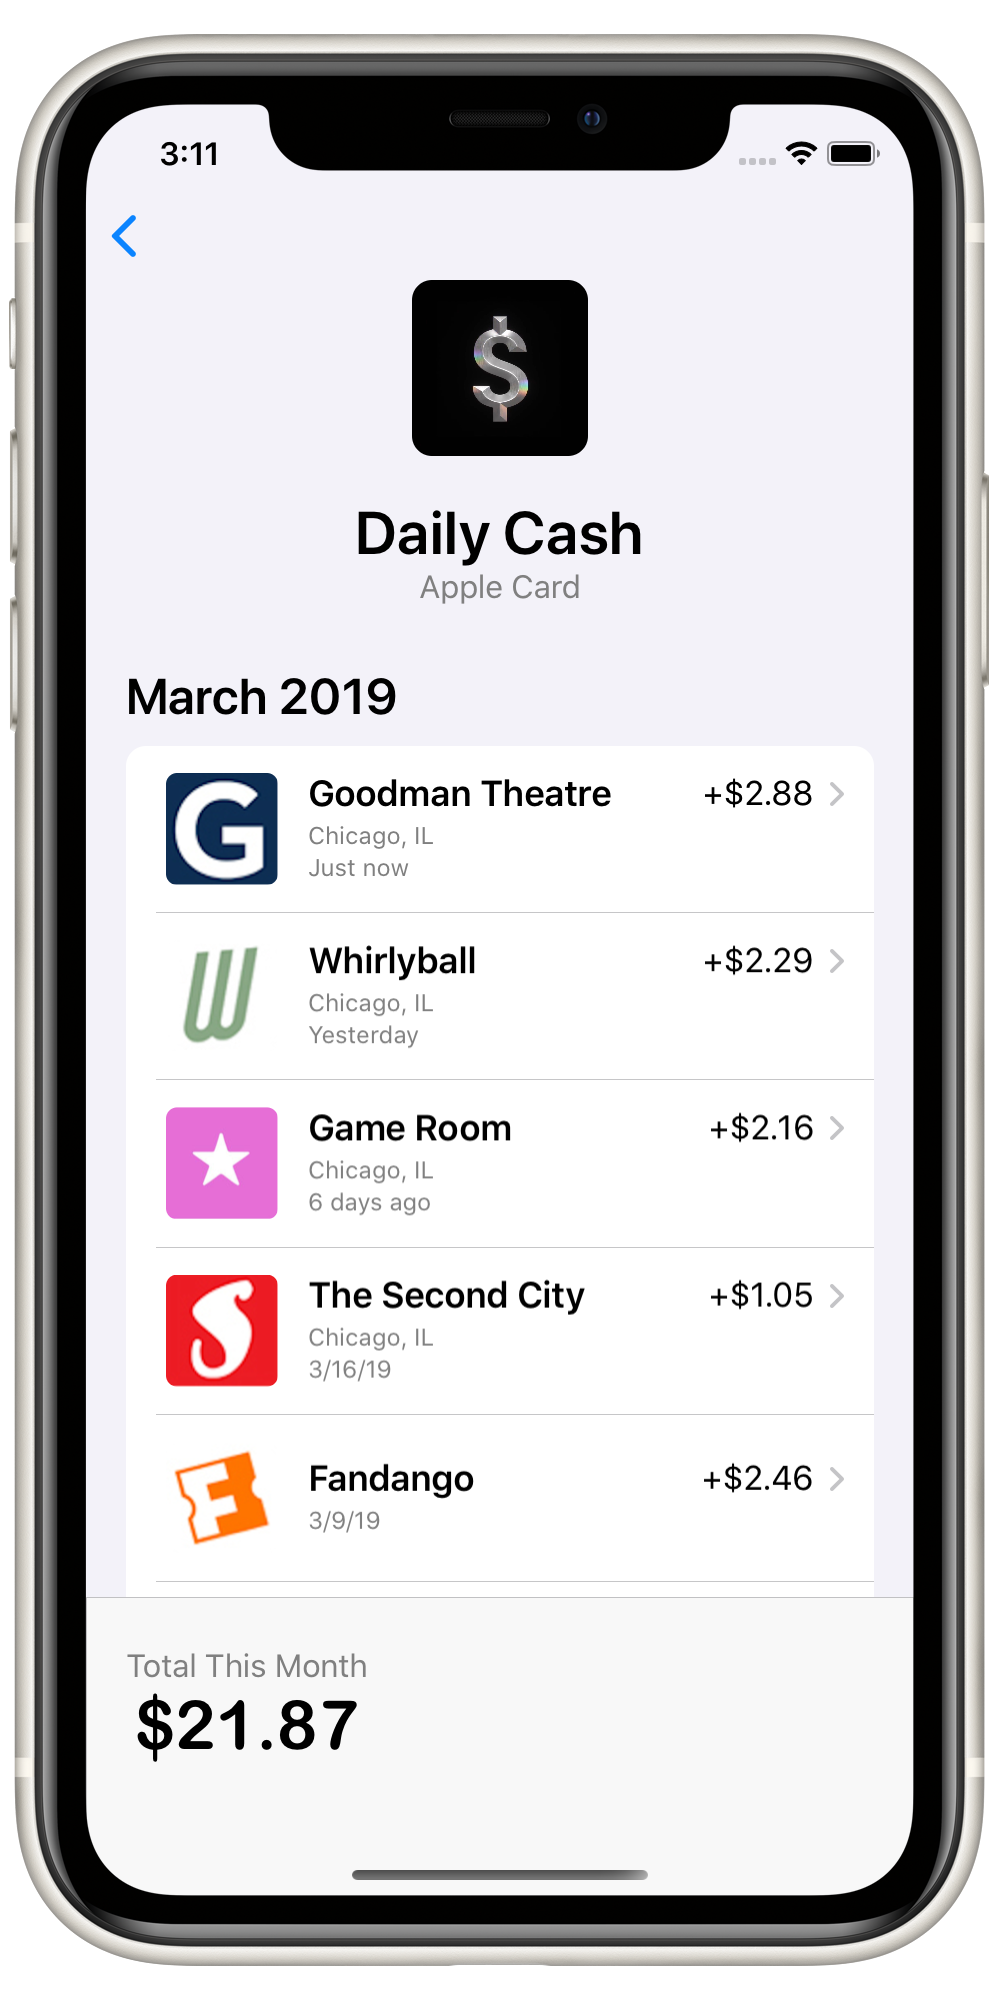 3:11
$
Daily Cash
Apple Card
March 2019
G
Goodman Theatre +$2.88
Chicago, IL
Just now
W
Whirlyball +$2.29
Chicago, IL
Yesterday
Game Room +$2.16
Chicago, IL
6 days ago
S
The Second City +$1.05
Chicago, IL
3/16/19
F
Fandango +$2.46
3/9/19
Total This Month
$21.87